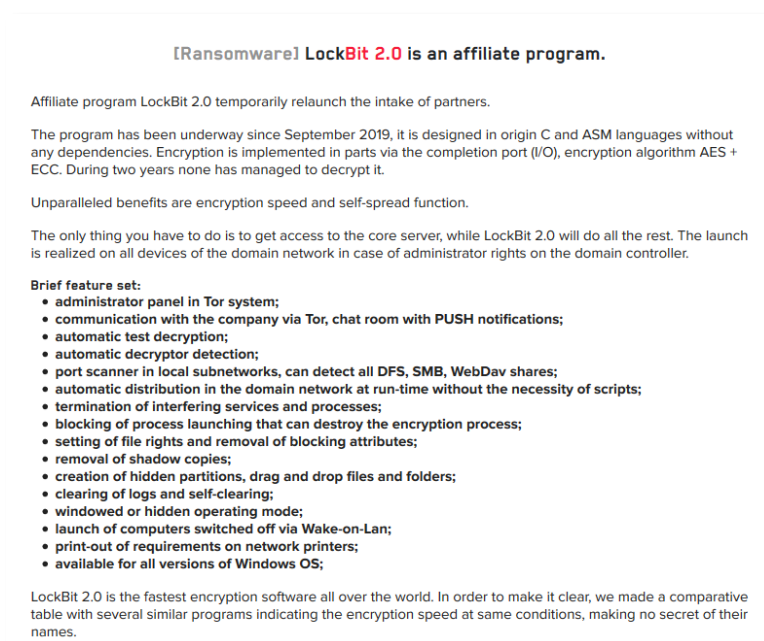 [Ransomware] LockBit 2.0 is an affiliate program.
Affiliate program LockBit 2.0 temporarily relaunch the intake of partners.
The program has been underway since September 2019, it is designed in origin C and ASM languages without
any dependencies. Encryption is implemented in parts via the completion port (I/O), encryption algorithm AES +
ECC. During two years none has managed to decrypt it.
Unparalleled benefits are encryption speed and self-spread function.
The only thing you have to do is to get access to the core server, while LockBit 2.0 will do all the rest. The launch
is realized on all devices of the domain network in case of administrator rights on the domain controller.
Brief feature set:
• administrator panel in Tor system;
• communication with the company via Tor, chat room with PUSH notifications;
• automatic test decryption;
• automatic decryptor detection;
• port scanner in local subnetworks, can detect all DFS, SMB, WebDav shares;
• automatic distribution in the domain network at run-time without the necessity of scripts;
• termination of interfering services and processes;
• blocking of process launching that can destroy the encryption process;
• setting of file rights and removal of blocking attributes;
• removal of shadow copies;
• creation of hidden partitions, drag and drop files and folders;
• clearing of logs and self-clearing;
• windowed or hidden operating mode;
• launch of computers switched off via Wake-on-Lan;
• print-out of requirements on network printers;
• available for all versions of Windows OS;
LockBit 2.0 is the fastest encryption software all over the world. In order to make it clear, we made a comparative
table with several similar programs indicating the encryption speed at same conditions, making no secret of their
names.